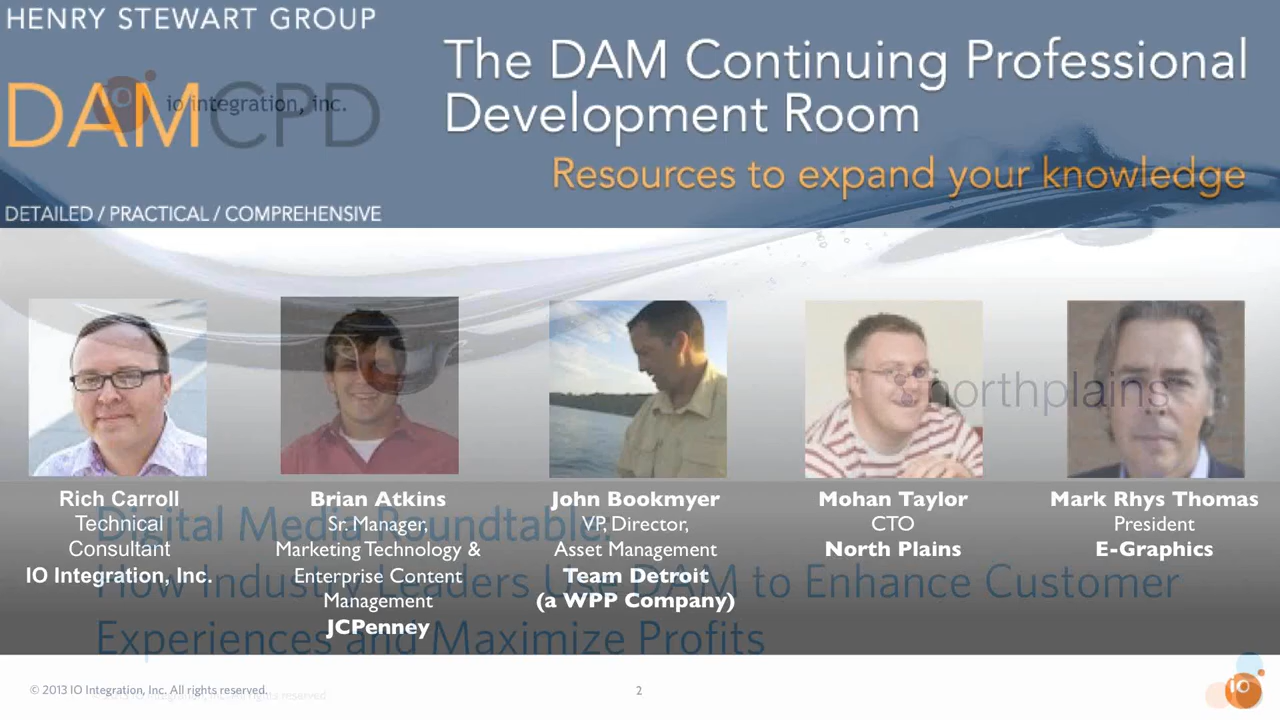 HENRY STEWART GROUP
DAMCPD
DETAILED / PRACTICAL / COMPREHENSIVE
IO
io integration, inc.
The DAM Continuing Professional
Development Room
Resources to expand your knowledge
northplains
Rich Carroll
Technical
Consultant
IO Integration, Inc.
Brian Atkins
Sr. Manager,
Marketing Technology &
Enterprise Content
Management
JCPenney
John Bookmyer
VP, Director,
Asset Management
Team Detroit
(a WPP Company)
Mohan Taylor
CTO
North Plains
Mark Rhys Thomas
President
E-Graphics
Digital Media Roundtable:
How Industry Leaders Use DAM to Enhance Customer
Experiences and Maximize Profits
© 2013 IO Integration, Inc. All rights reserved.
2
IO